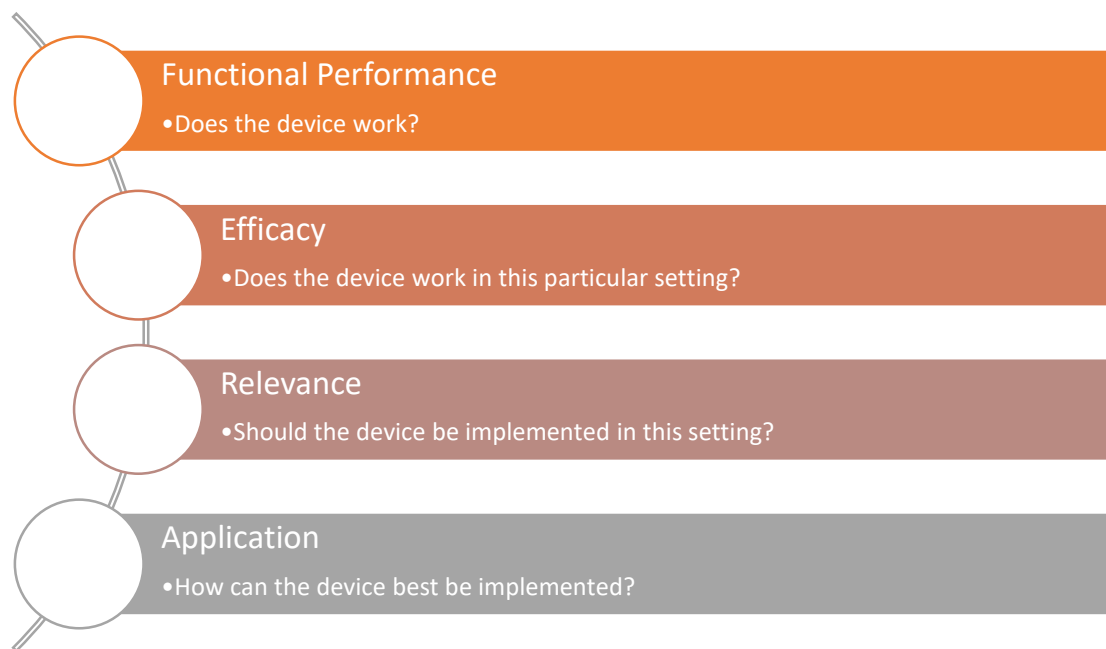 Functional Performance
•Does the device work?
Efficacy
•Does the device work in this particular setting?
Relevance
•Should the device be implemented in this setting?
Application
•How can the device best be implemented?